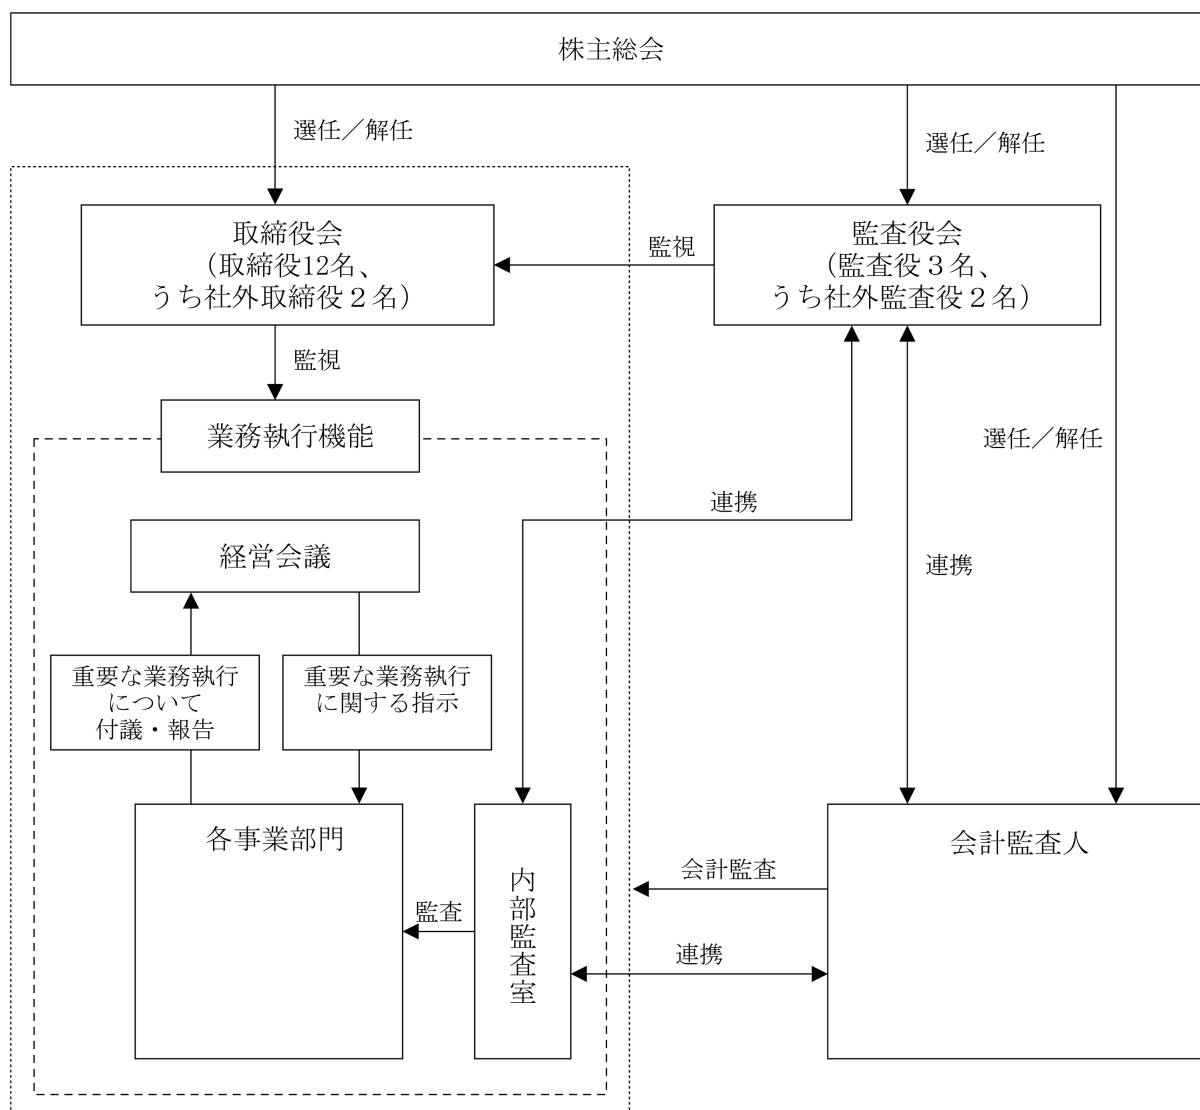 株主総会
選任／解任
選任／解任
取締役会
（取締役12名、
うち社外取締役２名）
監視
監査役会
（監査役３名、
うち社外監査役２名）
監視
業務執行機能
選任／解任
連携
経営会議
連携
重要な業務執行
について
付議・報告
重要な業務執行
に関する指示
各事業部門
会計監査人
会計監査
内部監査室
監査
連携